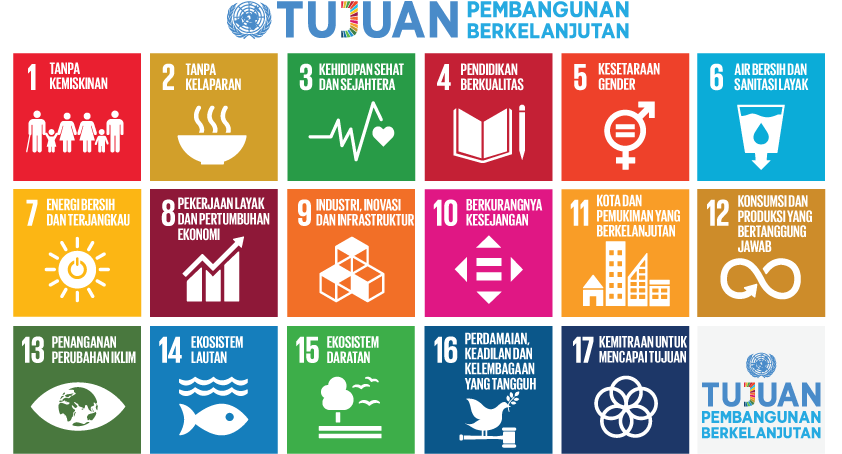 TUJUAN PEMBANGUNAN
BERKELANJUTAN
1 TANPA
KEMISKINAN
2 TANPA
KELAPARAN
3 KEHIDUPAN SEHAT
DAN SEJAHTERA
4 PENDIDIKAN
BERKUALITAS
5 KESETARAAN
GENDER
6 AIR BERSIH DAN
SANITASI LAYAK
7 ENERGI BERSIH
DAN TERJANGKAU
8 PEKERJAAN LAYAK
DAN PERTUMBUHAN
EKONOMI
9 INDUSTRI, INOVASI
DAN INFRASTRUKTUR
10 BERKURANGNYA
KESEJANGAN
11 KOTA DAN
PEMUKIMAN YANG
BERKELANJUTAN
12 KONSUMSI DAN
PRODUKSI YANG
BERTANGGUNG
JAWAB
13 PENANGANAN
PERUBAHAN IKLIM
14 EKOSISTEM
LAUTAN
15 EKOSISTEM
DARATAN
16 PERDAMAIAN,
KEADILAN DAN
KELEMBAGAAN
YANG TANGGUH
17 KEMITRAAN UNTUK
MENCAPAI TUJUAN
TUJUAN
PEMBANGUNAN
BERKELANJUTAN